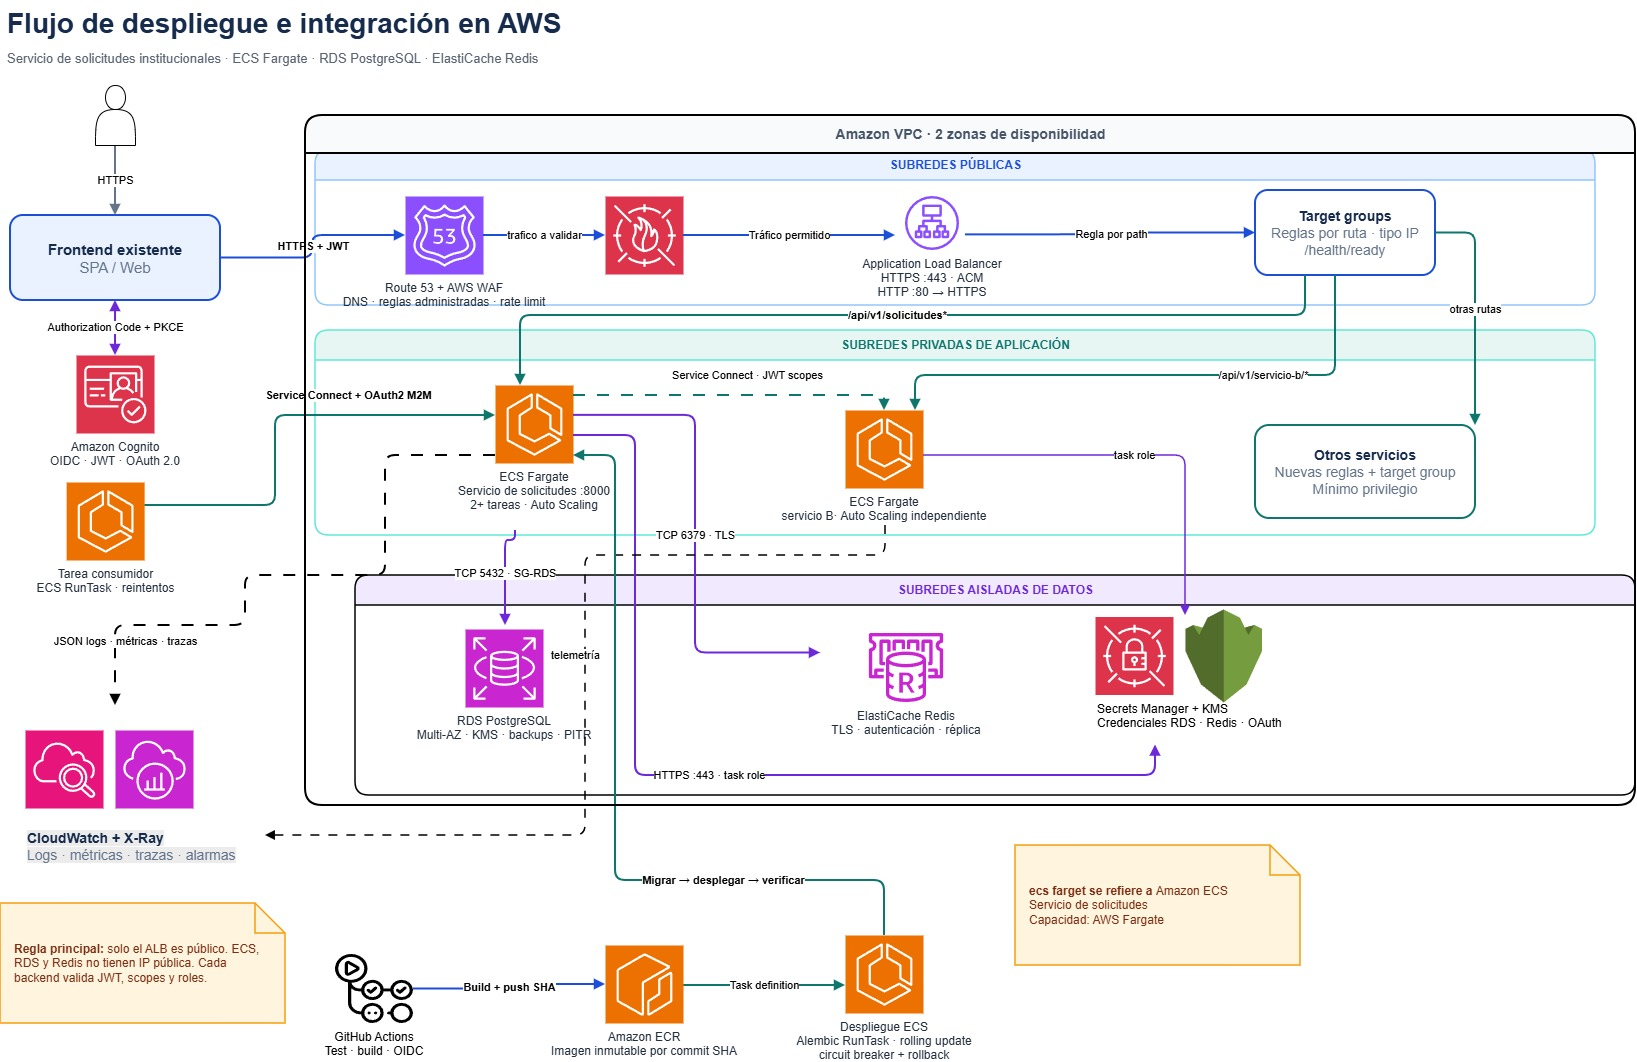 Flujo de despliegue e integración en AWS
Servicio de solicitudes institucionales · ECS Fargate · RDS PostgreSQL · ElastiCache Redis
HTTPS
Frontend existente
SPA / Web
HTTPS + JWT
Authorization Code + PKCE
Amazon Cognito
OIDC · JWT · OAuth 2.0
Tarea consumidor
ECS RunTask · reintentos
Service Connect + OAuth2 M2M
JSON logs · métricas · trazas
CloudWatch + X-Ray
Logs · métricas · trazas · alarmas
Amazon VPC · 2 zonas de disponibilidad
SUBREDES PÚBLICAS
53
Route 53 + AWS WAF
DNS · reglas administradas · rate limit
trafico a validar
Tráfico permitido
Application Load Balancer
HTTPS :443 · ACM
HTTP :80 → HTTPS
Regla por path
Target groups
Reglas por ruta · tipo IP
/health/ready
/api/v1/solicitudes*
otras rutas
SUBREDES PRIVADAS DE APLICACIÓN
Service Connect · JWT scopes
/api/v1/servicio-b/*
ECS Fargate
Servicio de solicitudes :8000
2+ tareas · Auto Scaling
ECS Fargate
servicio B· Auto Scaling independiente
task role
Otros servicios
Nuevas reglas + target group
Mínimo privilegio
TCP 6379 · TLS
TCP 5432 · SG-RDS
SUBREDES AISLADAS DE DATOS
telemetría
RDS PostgreSQL
Multi-AZ · KMS · backups · PITR
R
ElastiCache Redis
TLS · autenticación · réplica
Secrets Manager + KMS
Credenciales RDS · Redis · OAuth
HTTPS :443 · task role
Migrar → desplegar → verificar
ecs farget se refiere a Amazon ECS
Servicio de solicitudes
Capacidad: AWS Fargate
Regla principal: solo el ALB es público. ECS,
RDS y Redis no tienen IP pública. Cada
backend valida JWT, scopes y roles.
GitHub Actions
Test · build · OIDC
Build + push SHA
Amazon ECR
Imagen inmutable por commit SHA
Task definition
Despliegue ECS
Alembic RunTask · rolling update
circuit breaker + rollback